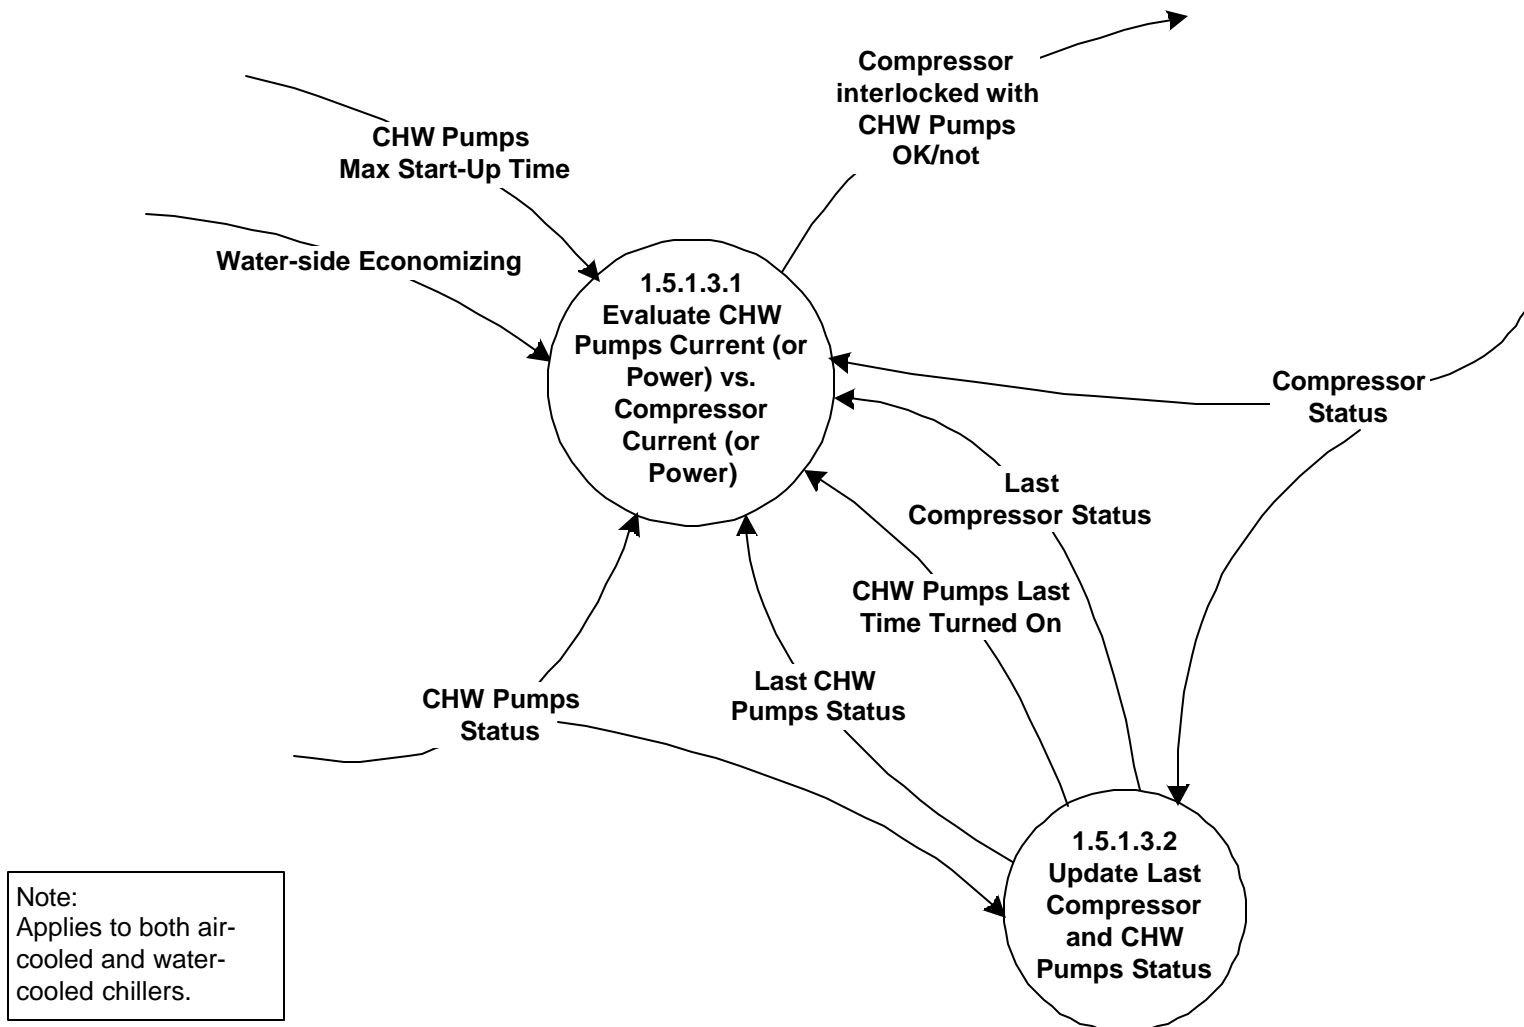 Compressor
interlocked with
CHW Pumps
OK/not
CHW Pumps
Max Start-Up Time
Water-side Economizing
1.5.1.3.1
Evaluate CHW
Pumps Current (or
Power) vs.
Compressor
Current (or
Power)
Compressor
Status
Last
Compressor Status
CHW Pumps Last
Time Turned On
Last CHW
Pumps Status
CHW Pumps
Status
1.5.1.3.2
Update Last
Compressor
and CHW
Pumps Status
Note:
Applies to both air-
cooled and water-
cooled chillers.